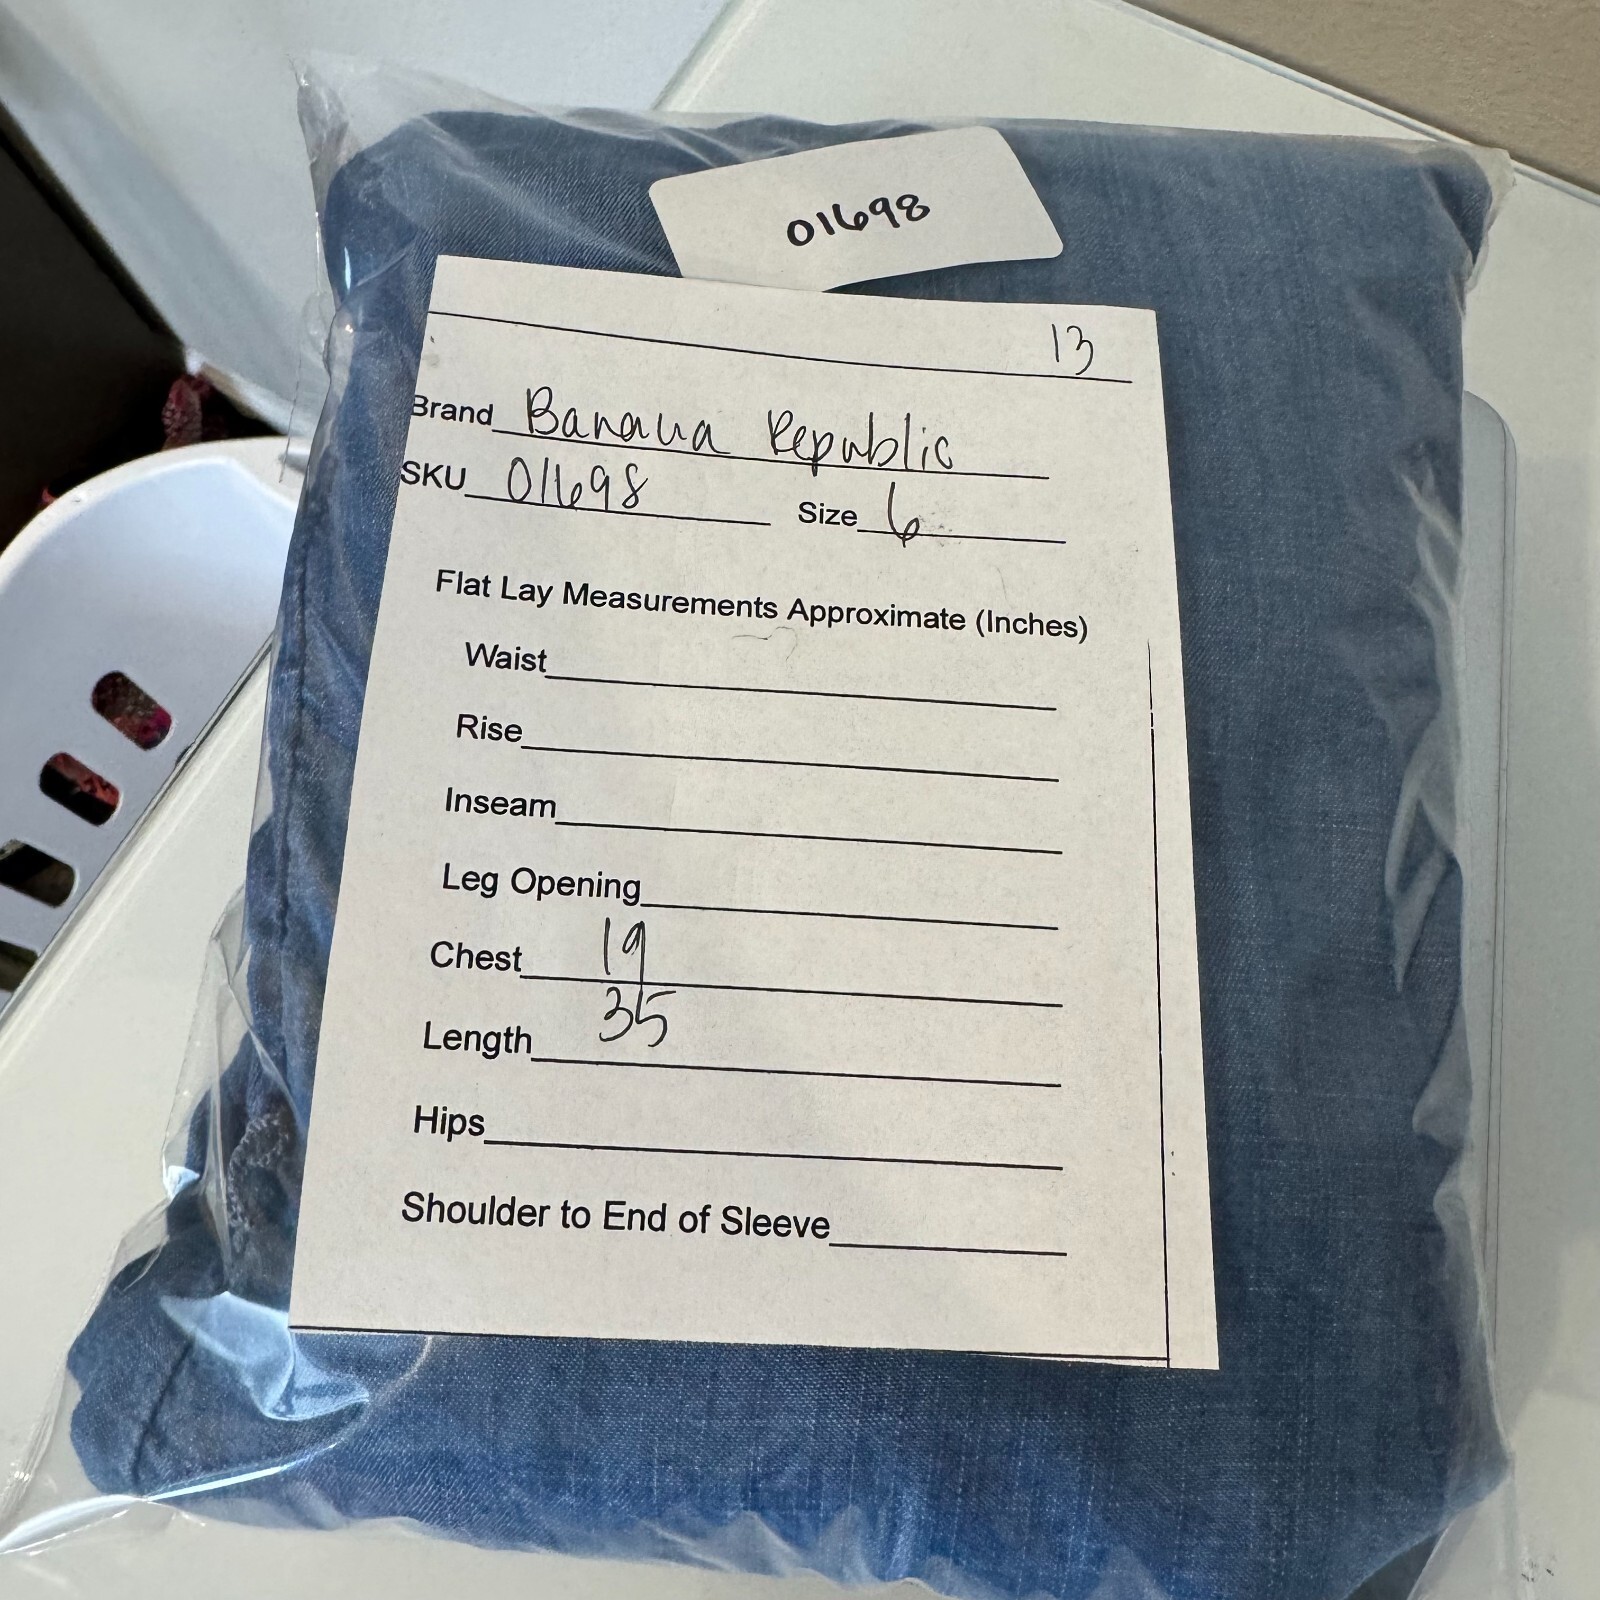 01698
13
Brand Banana Republic
SKU 01698 Size 6
Flat Lay Measurements Approximate (Inches)
Waist
Rise
Inseam
Leg Opening
Chest 19
Length 35
Hips
Shoulder to End of Sleeve